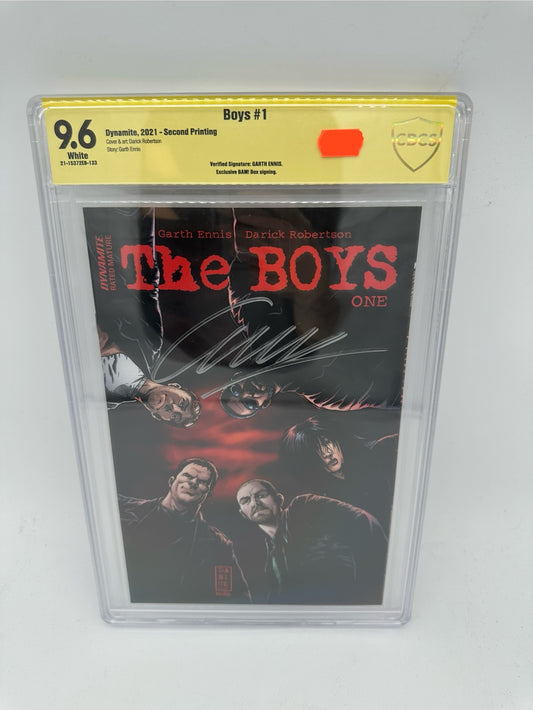 Boys #1
9.6
White
21-15372EB-133
Dynamite, 2021 - Second Printing
Cover & art: Darick Robertson
Story: Garth Ennis
Verified Signature: GARTH ENNIS.
Exclusive BAM! Box signing.
CBCS
Garth Ennis Darick Robertson
DYNAMITE
RATED MATURE
The BOYS
ONE